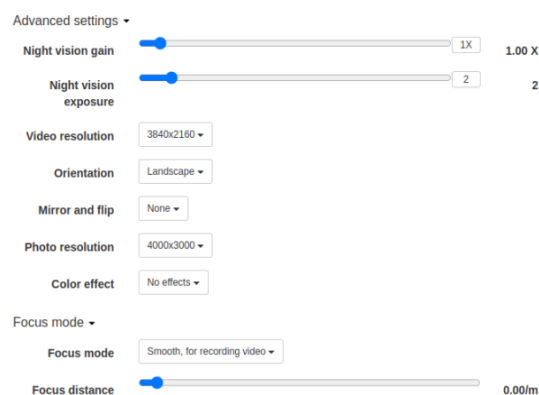 Advanced settings
Night vision gain 1X 1.00 X
Night vision exposure 2 2
Video resolution 3840x2160
Orientation Landscape
Mirror and flip None
Photo resolution 4000x3000
Color effect No effects
Focus mode
Focus mode Smooth, for recording video
Focus distance 0.00/m